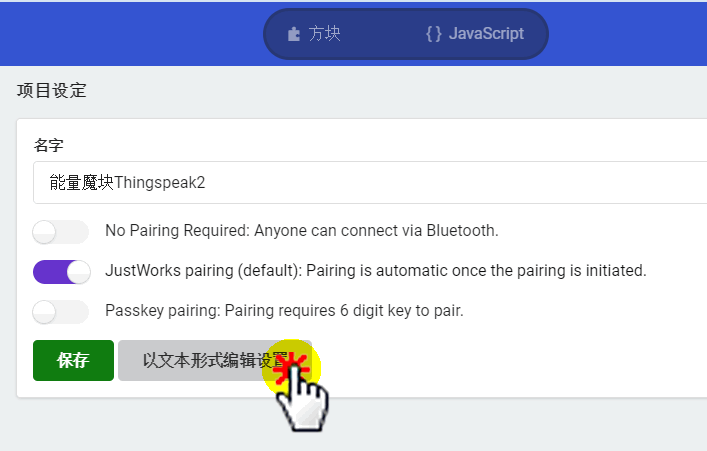 方块
{ } JavaScript
项目设定
名字
能量魔块Thingspeak2
No Pairing Required: Anyone can connect via Bluetooth.
JustWorks pairing (default): Pairing is automatic once the pairing is initiated.
Passkey pairing: Pairing requires 6 digit key to pair.
保存
以文本形式编辑设置